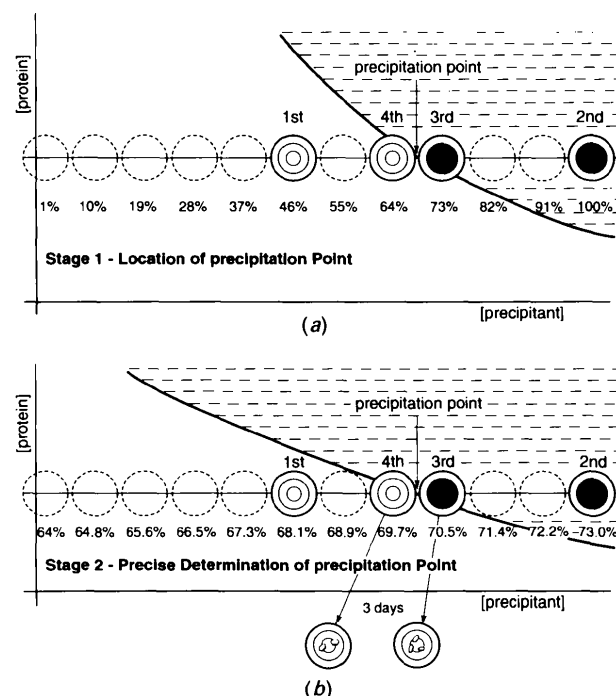 [protein]
precipitation point
1st 4th 3rd 2nd
1% 10% 19% 28% 37% 46% 55% 64% 73% 82% 91% 100%
Stage 1 - Location of precipitation Point
[precipitant]
(a)
[protein]
precipitation point
1st 4th 3rd 2nd
64% 64.8% 65.6% 66.5% 67.3% 68.1% 68.9% 69.7% 70.5% 71.4% 72.2% 73.0%
Stage 2 - Precise Determination of precipitation Point
3 days [precipitant]
(b)